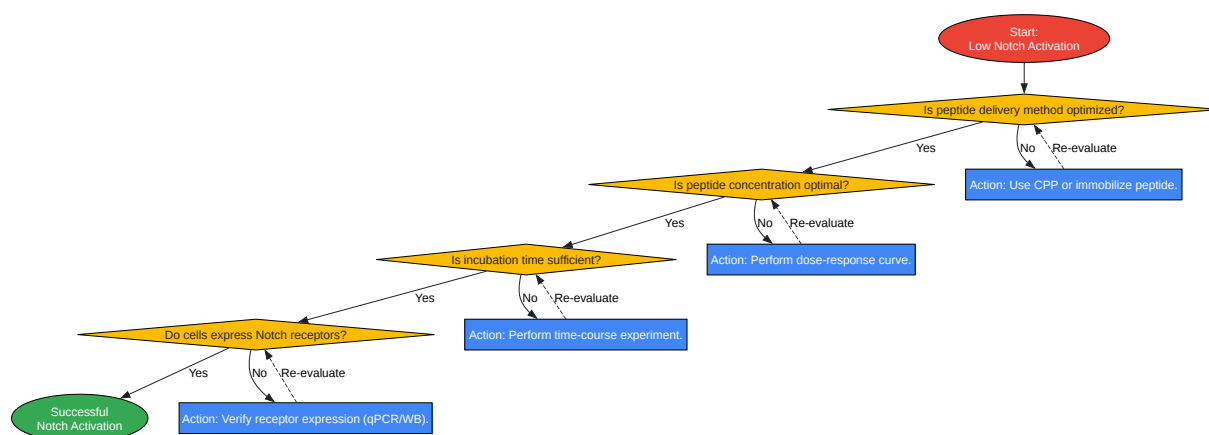 Start:
Low Notch Activation
Is peptide delivery method optimized?
Yes
No
Re-evaluate
Is peptide concentration optimal?
Action: Use CPP or immobilize peptide.
Yes
No
Re-evaluate
Is incubation time sufficient?
Action: Perform dose-response curve.
Yes
No
Re-evaluate
Do cells express Notch receptors?
Action: Perform time-course experiment.
Yes
No
Re-evaluate
Successful
Notch Activation
Action: Verify receptor expression (qPCR/WB).